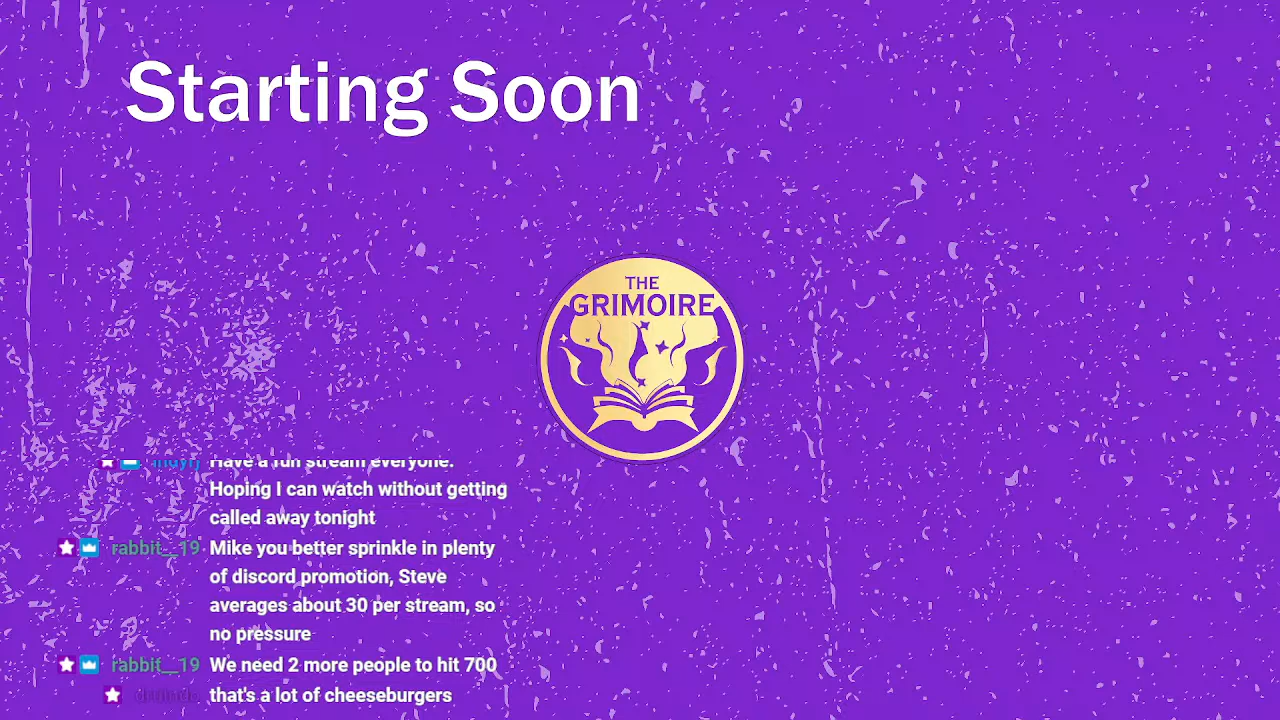 Starting Soon
THE
GRIMOIRE
Have a fun stream everyone.
Hoping I can watch without getting
called away tonight
rabbit__19 Mike you better sprinkle in plenty
of discord promotion, Steve
averages about 30 per stream, so
no pressure
rabbit__19 We need 2 more people to hit 700
that's a lot of cheeseburgers